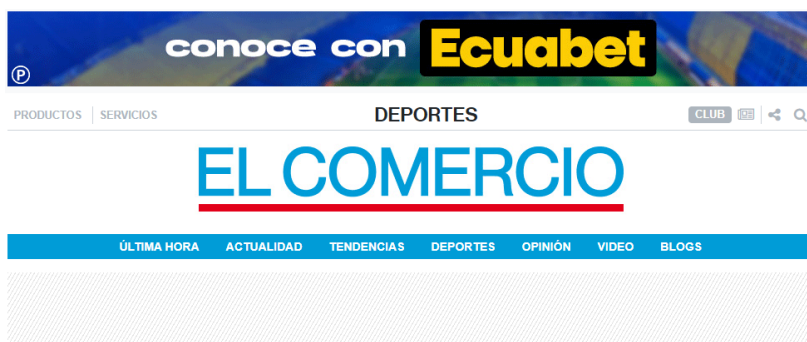 conoce con Ecuabet
P
PRODUCTOS SERVICIOS DEPORTES CLUB
EL COMERCIO
ÚLTIMA HORA ACTUALIDAD TENDENCIAS DEPORTES OPINIÓN VIDEO BLOGS